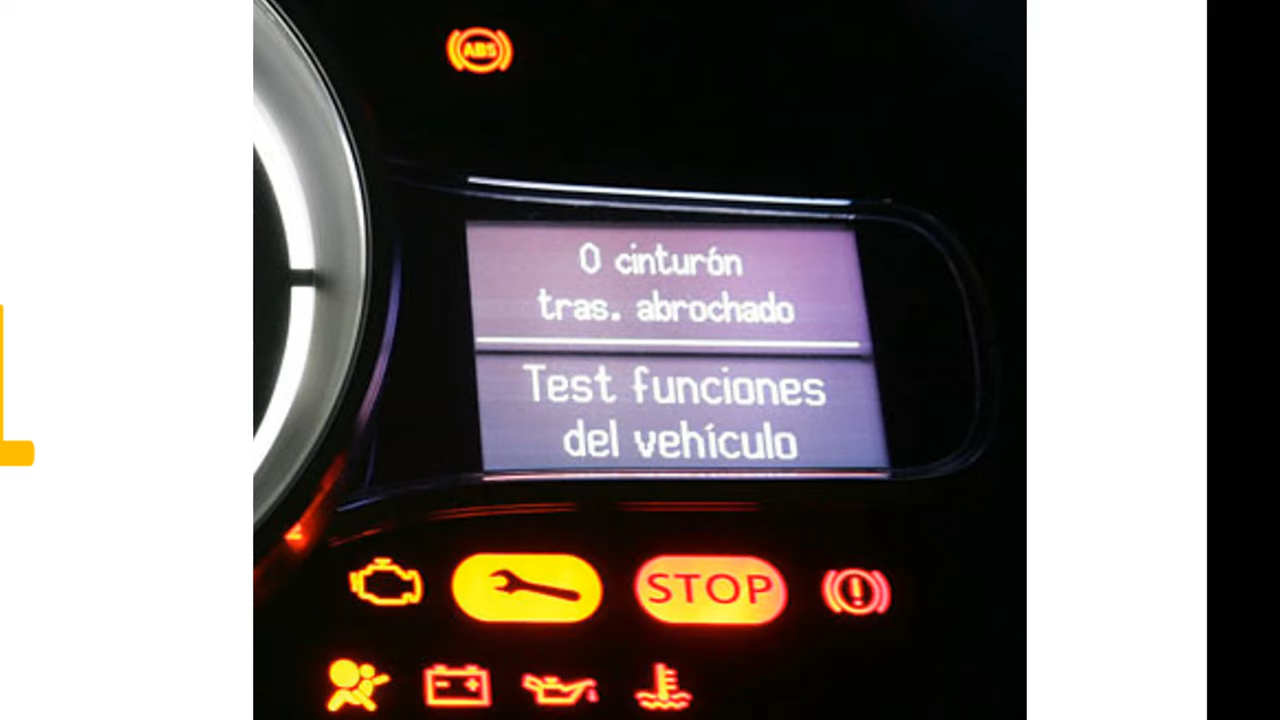 ABS
0 cinturón
tras. abrochado
Test funciones
del vehículo
STOP